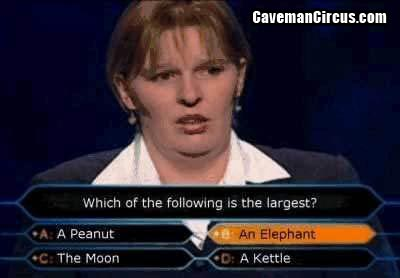 CavemanCircus.com
Which of the following is the largest?
A: A Peanut
B: An Elephant
C: The Moon
D: A Kettle